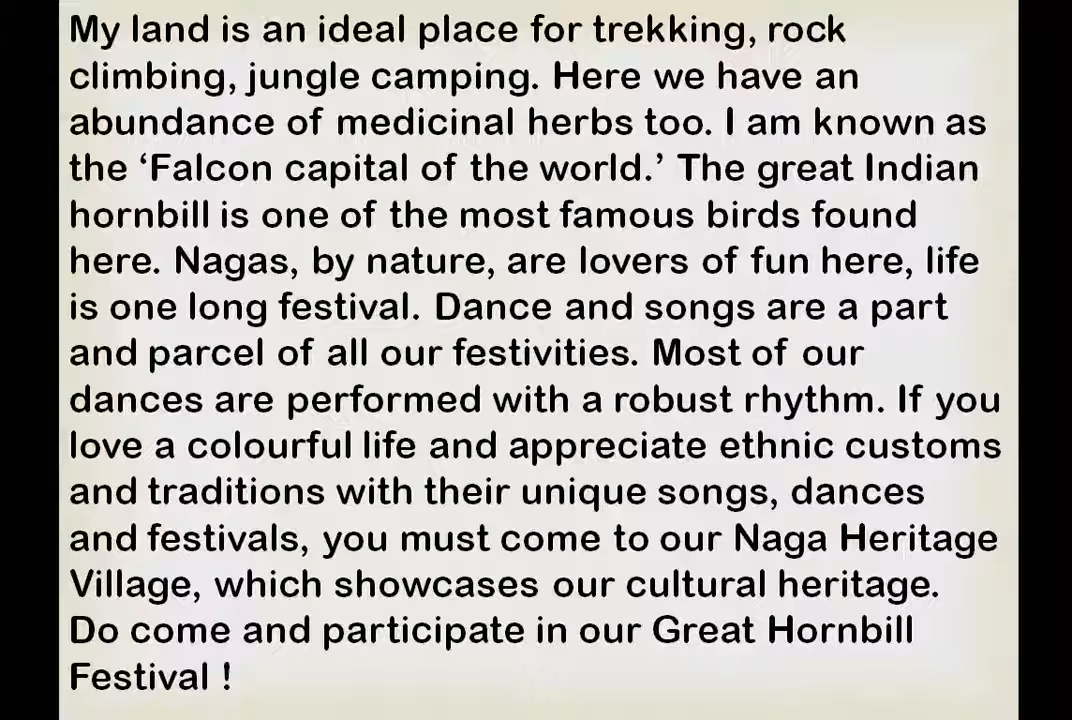 My land is an ideal place for trekking, rock
climbing, jungle camping. Here we have an
abundance of medicinal herbs too. I am known as
the ‘Falcon capital of the world.’ The great Indian
hornbill is one of the most famous birds found
here. Nagas, by nature, are lovers of fun here, life
is one long festival. Dance and songs are a part
and parcel of all our festivities. Most of our
dances are performed with a robust rhythm. If you
love a colourful life and appreciate ethnic customs
and traditions with their unique songs, dances
and festivals, you must come to our Naga Heritage
Village, which showcases our cultural heritage.
Do come and participate in our Great Hornbill
Festival !